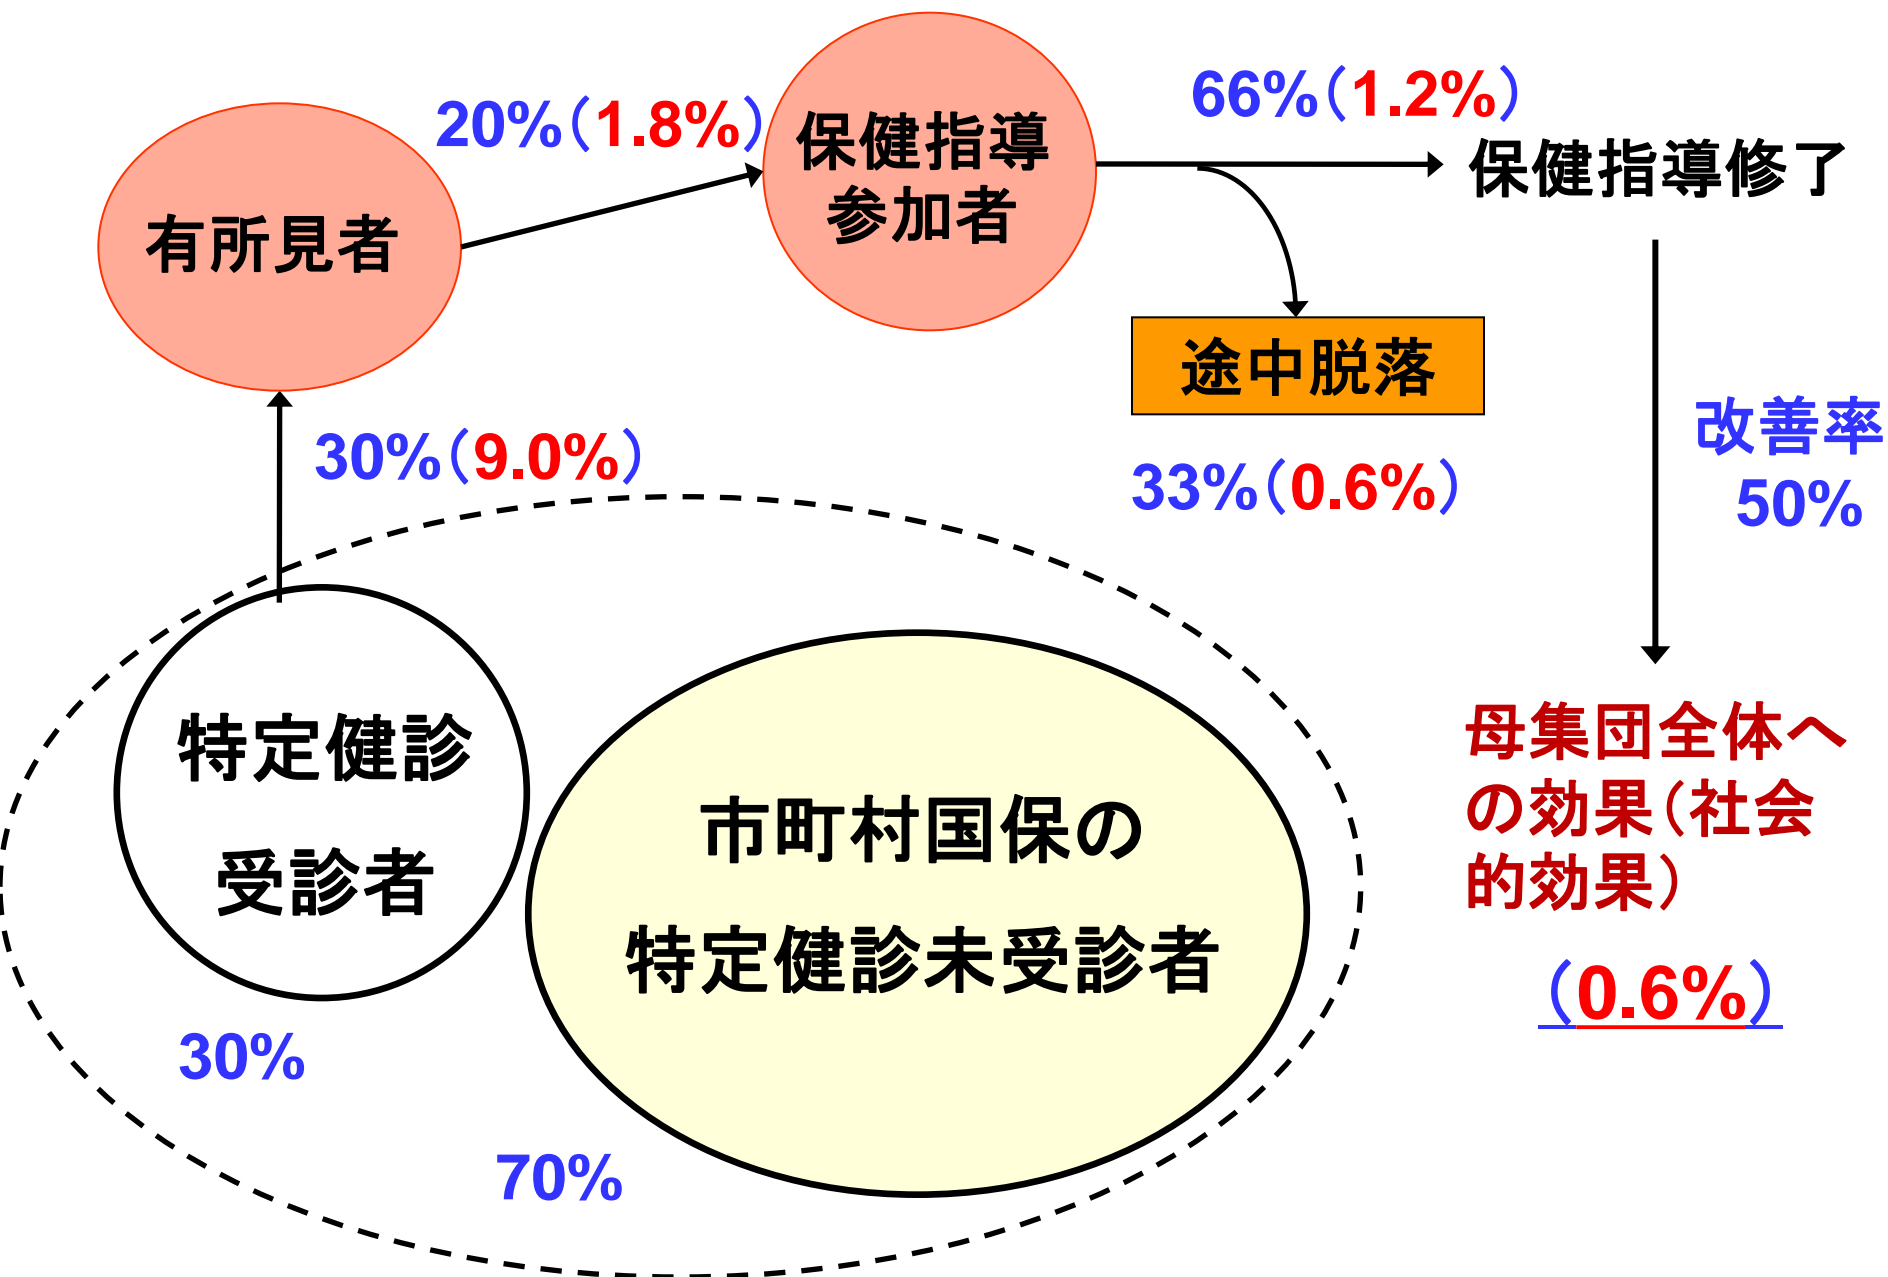 20%（1.8%）
66%（1.2%）
保健指導
参加者
保健指導修了
有所見者
途中脱落
改善率
50%
30%（9.0%）
33%（0.6%）
特定健診
受診者
市町村国保の
特定健診未受診者
母集団全体へ
の効果（社会
的効果）
（0.6%）
30%
70%